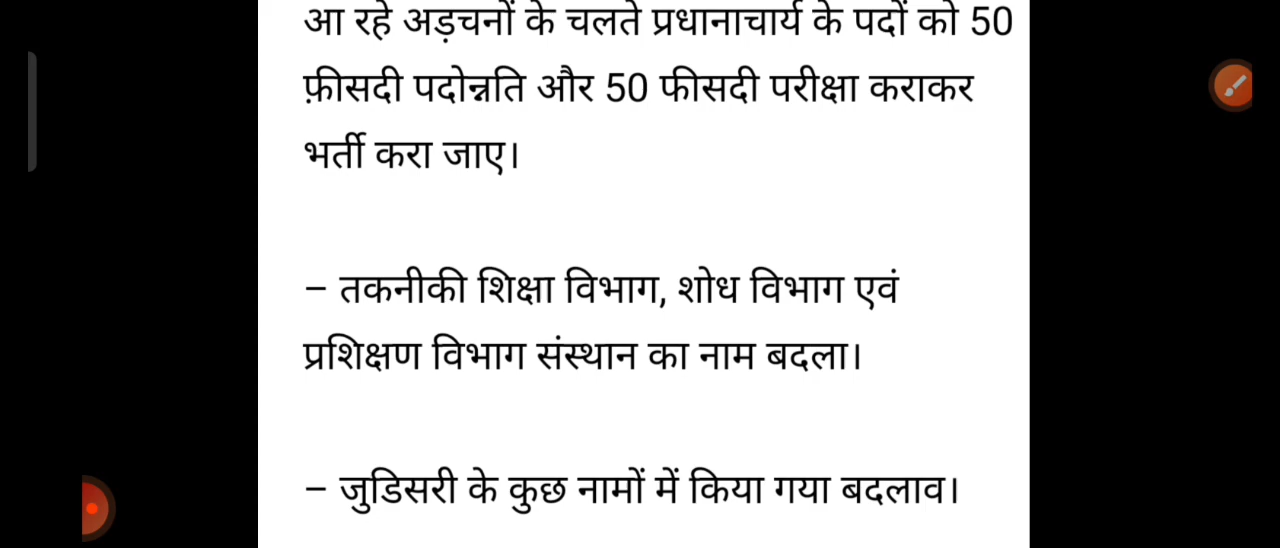 आ रहे अड़चनों के चलते प्रधानाचार्य के पदों को 50
फ़ीसदी पदोन्नति और 50 फीसदी परीक्षा कराकर
भर्ती करा जाए।
– तकनीकी शिक्षा विभाग, शोध विभाग एवं
प्रशिक्षण विभाग संस्थान का नाम बदला।
– जुडिसरी के कुछ नामों में किया गया बदलाव।